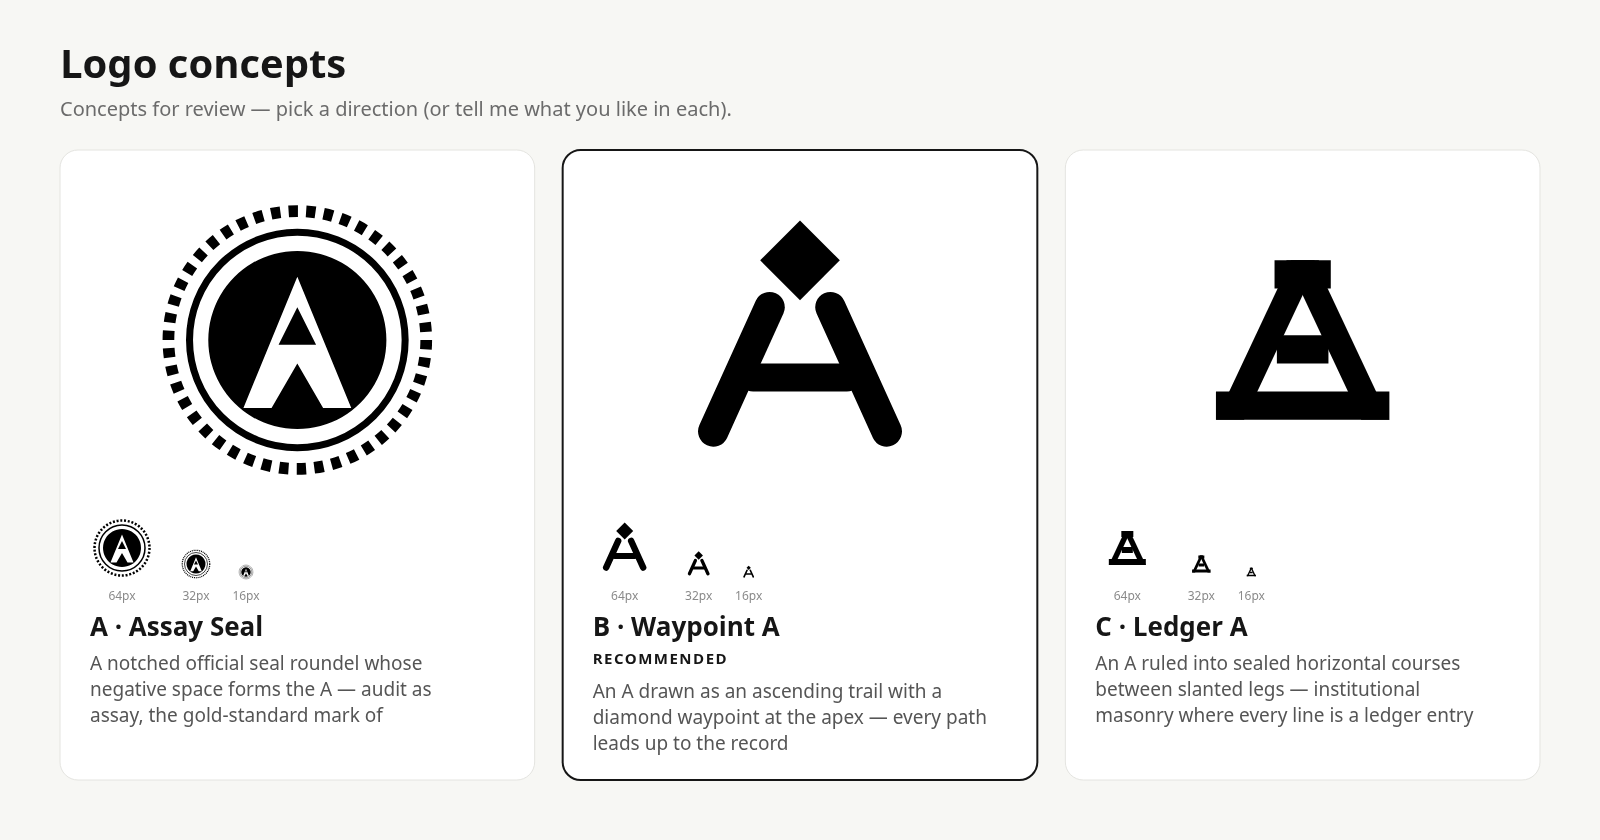 Logo concepts
Concepts for review — pick a direction (or tell me what you like in each).
64px 32px 16px
A · Assay Seal
A notched official seal roundel whose
negative space forms the A — audit as
assay, the gold-standard mark of
64px 32px 16px
B · Waypoint A
RECOMMENDED
An A drawn as an ascending trail with a
diamond waypoint at the apex — every path
leads up to the record
64px 32px 16px
C · Ledger A
An A ruled into sealed horizontal courses
between slanted legs — institutional
masonry where every line is a ledger entry